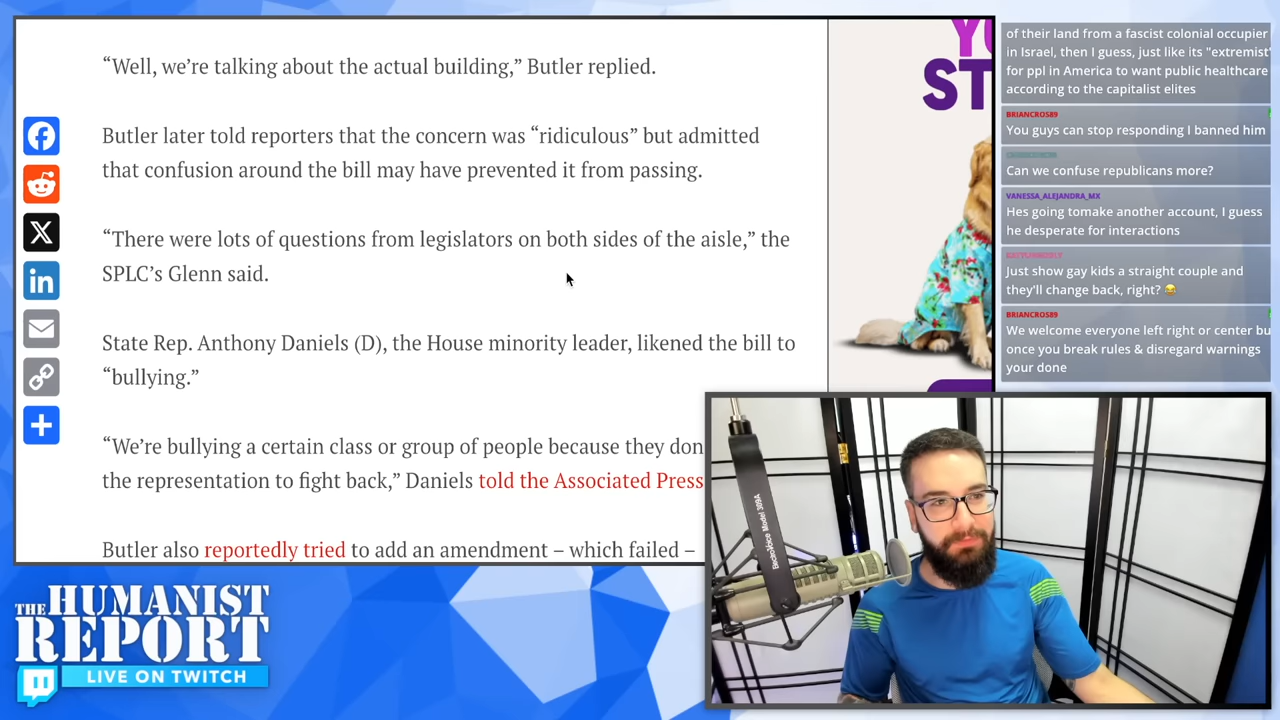 “Well, we’re talking about the actual building,” Butler replied.
Butler later told reporters that the concern was “ridiculous” but admitted
that confusion around the bill may have prevented it from passing.
“There were lots of questions from legislators on both sides of the aisle,” the
SPLC’s Glenn said.
State Rep. Anthony Daniels (D), the House minority leader, likened the bill to
“bullying.”
“We’re bullying a certain class or group of people because they don
the representation to fight back,” Daniels told the Associated Press
Butler also reportedly tried to add an amendment – which failed –
ST
of their land from a fascist colonial occupier
in Israel, then I guess, just like its "extremist"
for ppl in America to want public healthcare
according to the capitalist elites
BRIANCROS89
You guys can stop responding I banned him
Can we confuse republicans more?
VANESSA_ALEJANDRA_MX
Hes going tomake another account, I guess
he desperate for interactions
Just show gay kids a straight couple and
they'll change back, right? 😂
BRIANCROS89
We welcome everyone left right or center bu
once you break rules & disregard warnings
your done
ElectroVoice Model 309A
THE HUMANIST
REPORT
LIVE ON TWITCH